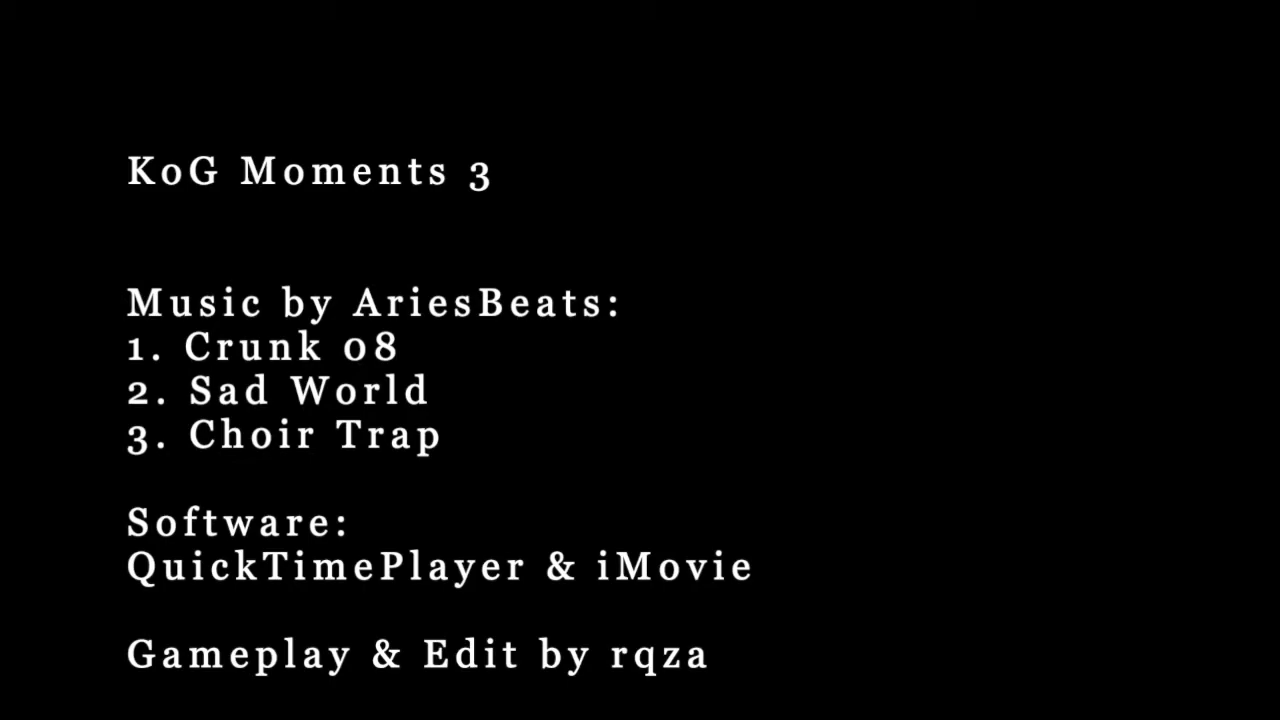 KoG Moments 3
Music by AriesBeats:
1. Crunk 08
2. Sad World
3. Choir Trap
Software:
QuickTimePlayer & iMovie
Gameplay & Edit by rqza